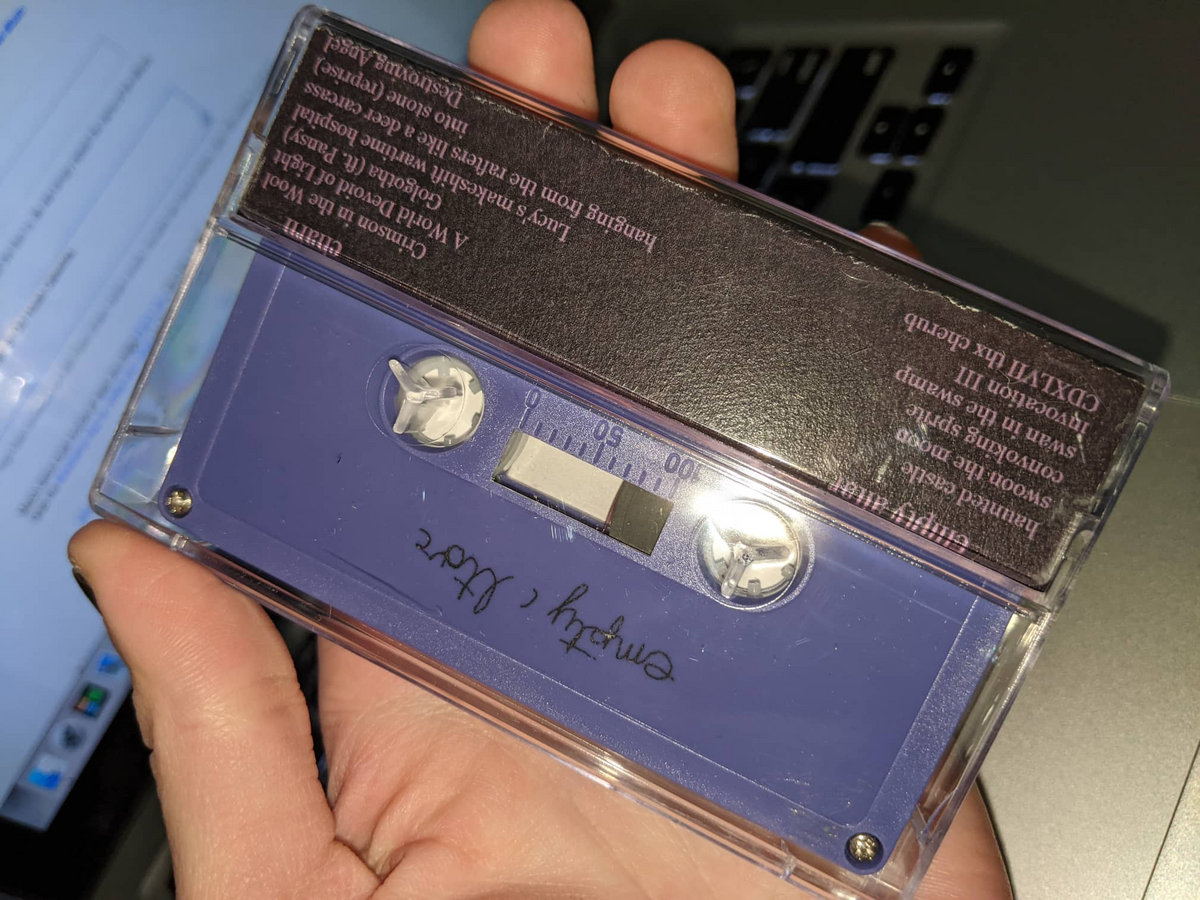 empty
100 50 0
empty altar
haunted castle
swoon the moon
convoking sprite
swan in the swamp
invocation III
CDXLVII thx cherub
Crimson in the Wool
A World Devoid of Light
Golgotha (ft. Pansy)
Lucy's makeshift wartime hospital
hanging from the rafters like a deer carcass
into stone (reprise)
Destroying Angel